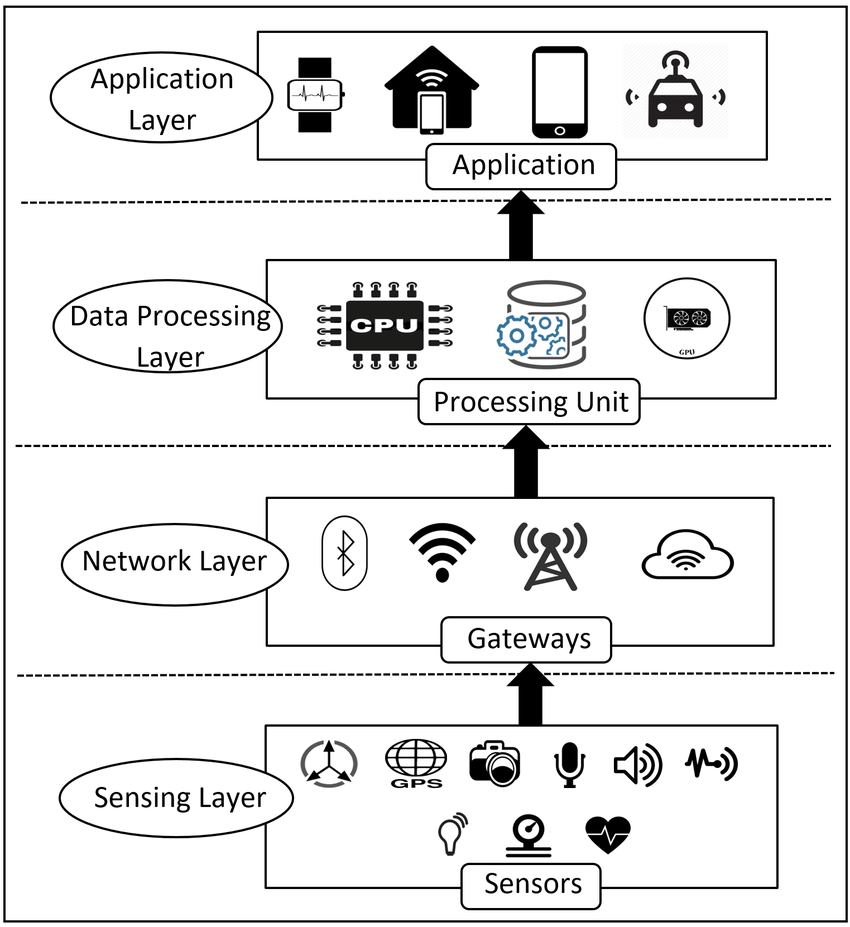 Application
Layer
Application
Data Processing
Layer
CPU
GPU
Processing Unit
Network Layer
Gateways
Sensing Layer
GPS
Sensors